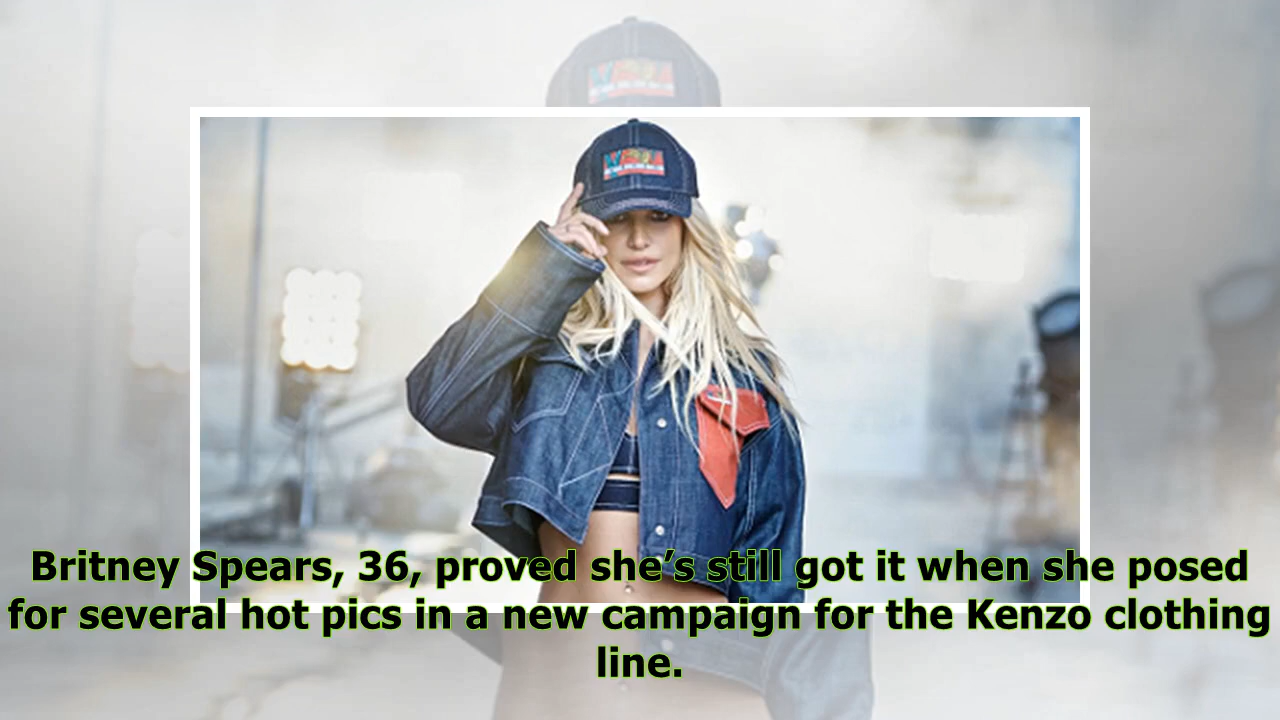 Britney Spears, 36, proved she’s still got it when she posed
for several hot pics in a new campaign for the Kenzo clothing
line.